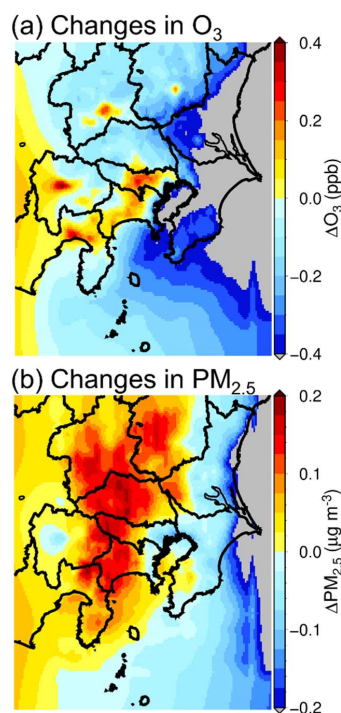 (a) Changes in O3
0.4
0.2
0.0
−0.2
−0.4
ΔO3 (ppb)
(b) Changes in PM2.5
0.2
0.1
0.0
−0.1
−0.2
ΔPM2.5 (μg m−3)